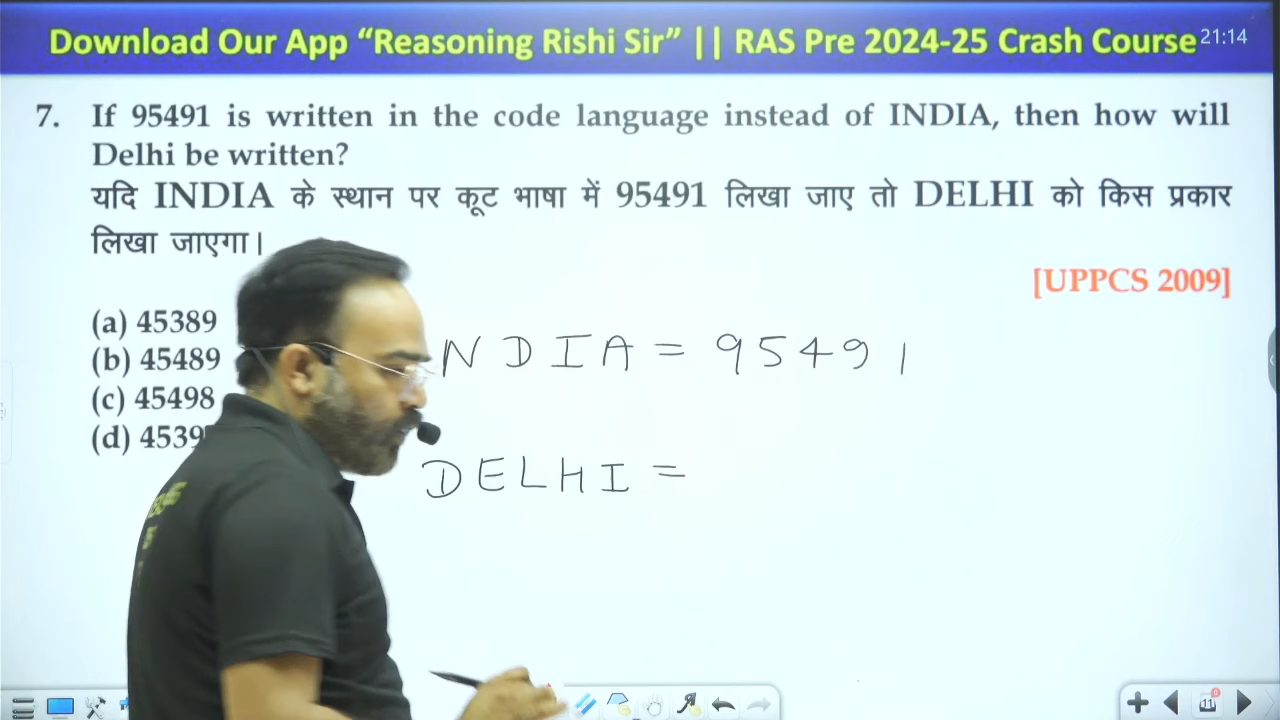 Download Our App “Reasoning Rishi Sir” || RAS Pre 2024-25 Crash Course 21:14
7. If 95491 is written in the code language instead of INDIA, then how will
Delhi be written?
यदि INDIA के स्थान पर कूट भाषा में 95491 लिखा जाए तो DELHI को किस प्रकार
लिखा जाएगा।
[UPPCS 2009]
(a) 45389
(b) 45489
(c) 45498
(d) 4539
NDIA = 95491
DELHI =